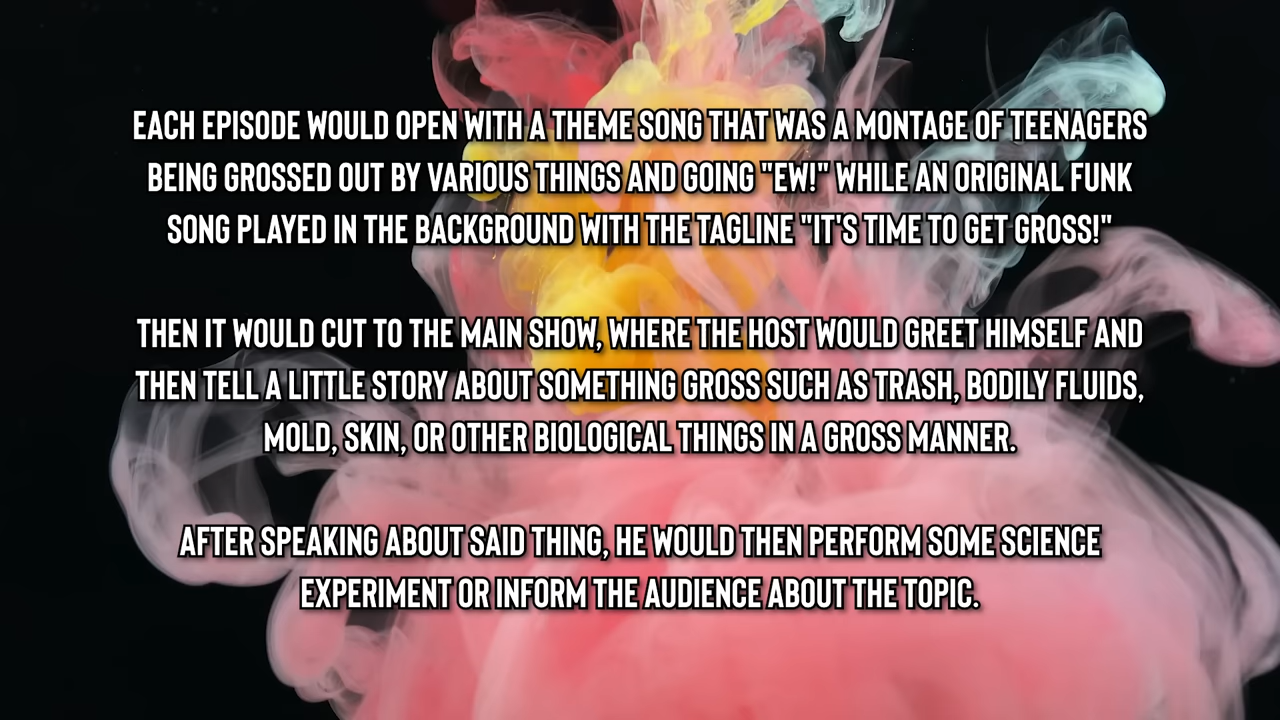 EACH EPISODE WOULD OPEN WITH A THEME SONG THAT WAS A MONTAGE OF TEENAGERS
BEING GROSSED OUT BY VARIOUS THINGS AND GOING "EW!" WHILE AN ORIGINAL FUNK
SONG PLAYED IN THE BACKGROUND WITH THE TAGLINE "IT'S TIME TO GET GROSS!"
THEN IT WOULD CUT TO THE MAIN SHOW, WHERE THE HOST WOULD GREET HIMSELF AND
THEN TELL A LITTLE STORY ABOUT SOMETHING GROSS SUCH AS TRASH, BODILY FLUIDS,
MOLD, SKIN, OR OTHER BIOLOGICAL THINGS IN A GROSS MANNER.
AFTER SPEAKING ABOUT SAID THING, HE WOULD THEN PERFORM SOME SCIENCE
EXPERIMENT OR INFORM THE AUDIENCE ABOUT THE TOPIC.